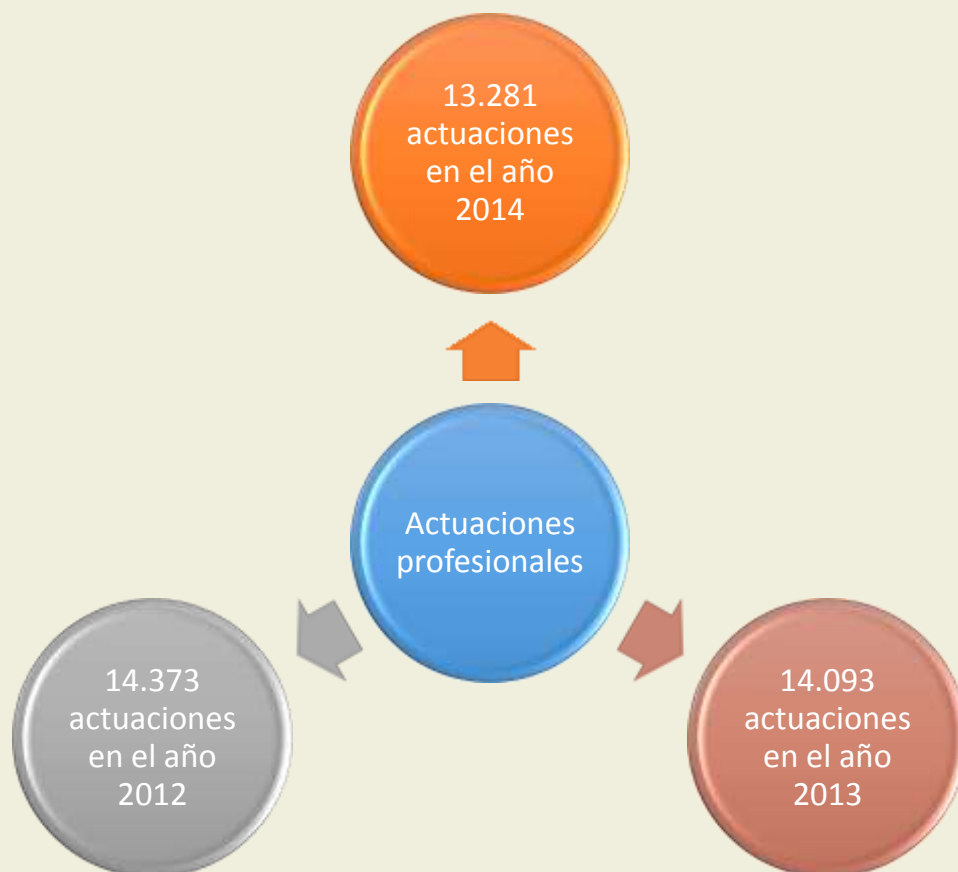 13.281
actuaciones
en el año
2014
Actuaciones
profesionales
14.373
actuaciones
en el año
2012
14.093
actuaciones
en el año
2013